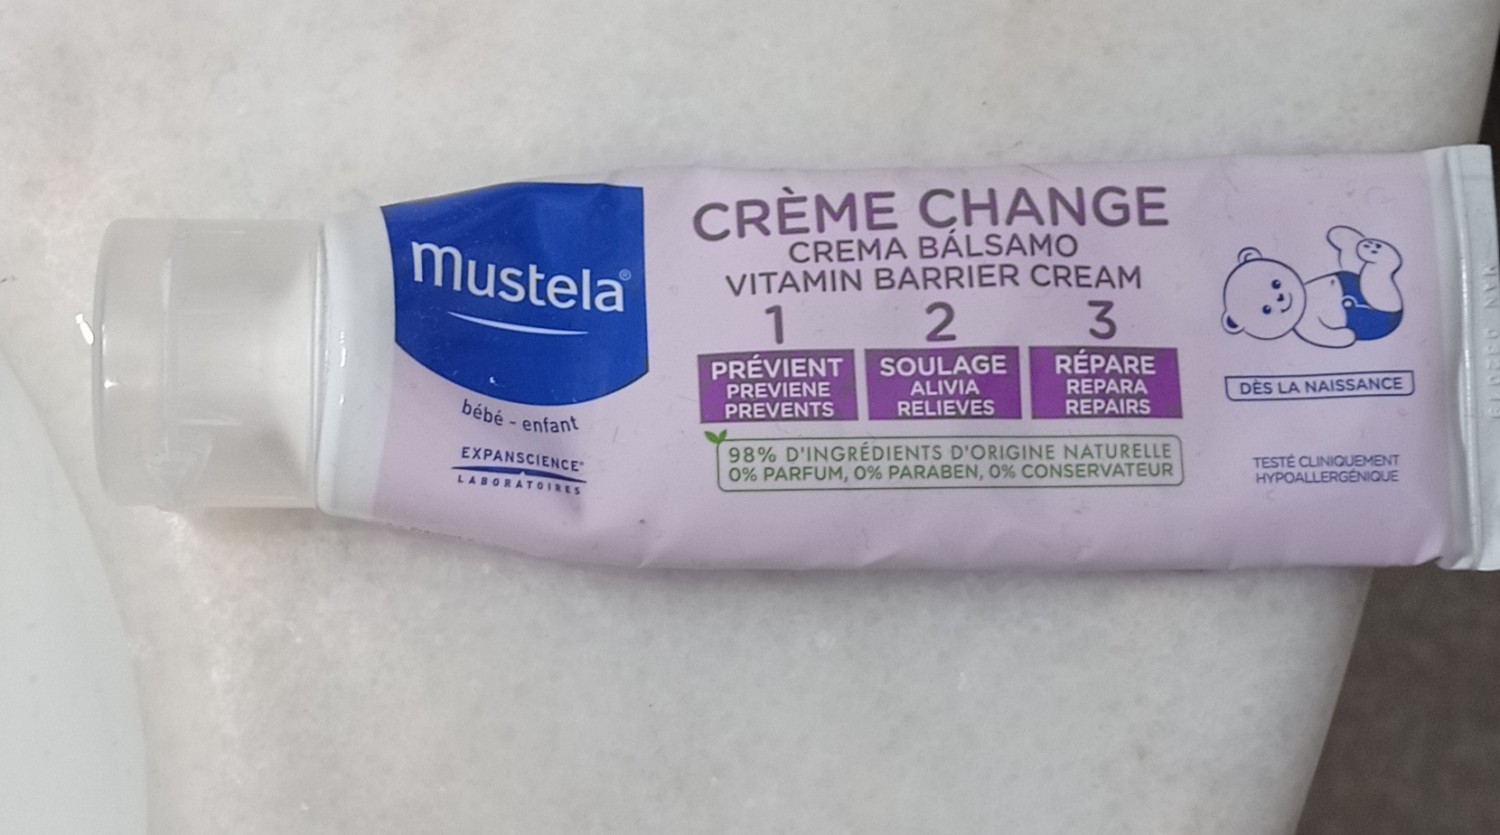 mustela®
bébé - enfant
EXPANSCIENCE®
LABORATOIRES
CRÈME CHANGE
CREMA BÁLSAMO
VITAMIN BARRIER CREAM
1 2 3
PRÉVIENT SOULAGE RÉPARE
PREVIENE ALIVIA REPARA
PREVENTS RELIEVES REPAIRS
98% D'INGRÉDIENTS D'ORIGINE NATURELLE
0% PARFUM, 0% PARABEN, 0% CONSERVATEUR
DÈS LA NAISSANCE
TESTÉ CLINIQUEMENT
HYPOALLERGÉNIQUE